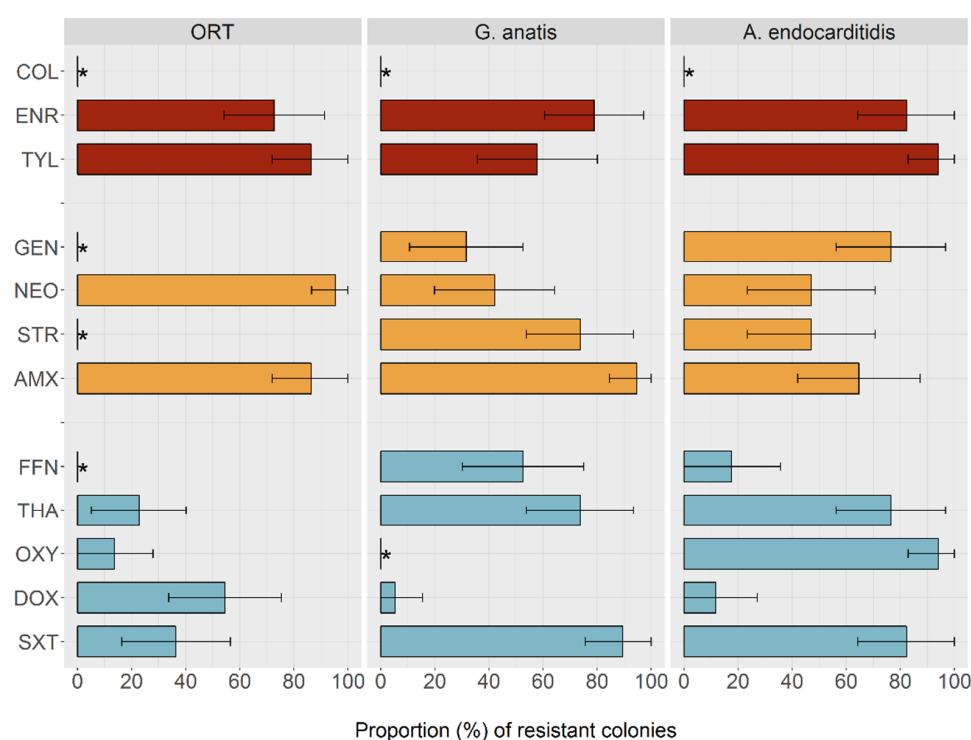 ORT G. anatis A. endocarditidis
COL * * *
ENR
TYL
GEN *
NEO
STR *
AMX
FFN *
THA
OXY *
DOX
SXT
0 20 40 60 80 100 0 20 40 60 80 100 0 20 40 60 80 100
Proportion (%) of resistant colonies